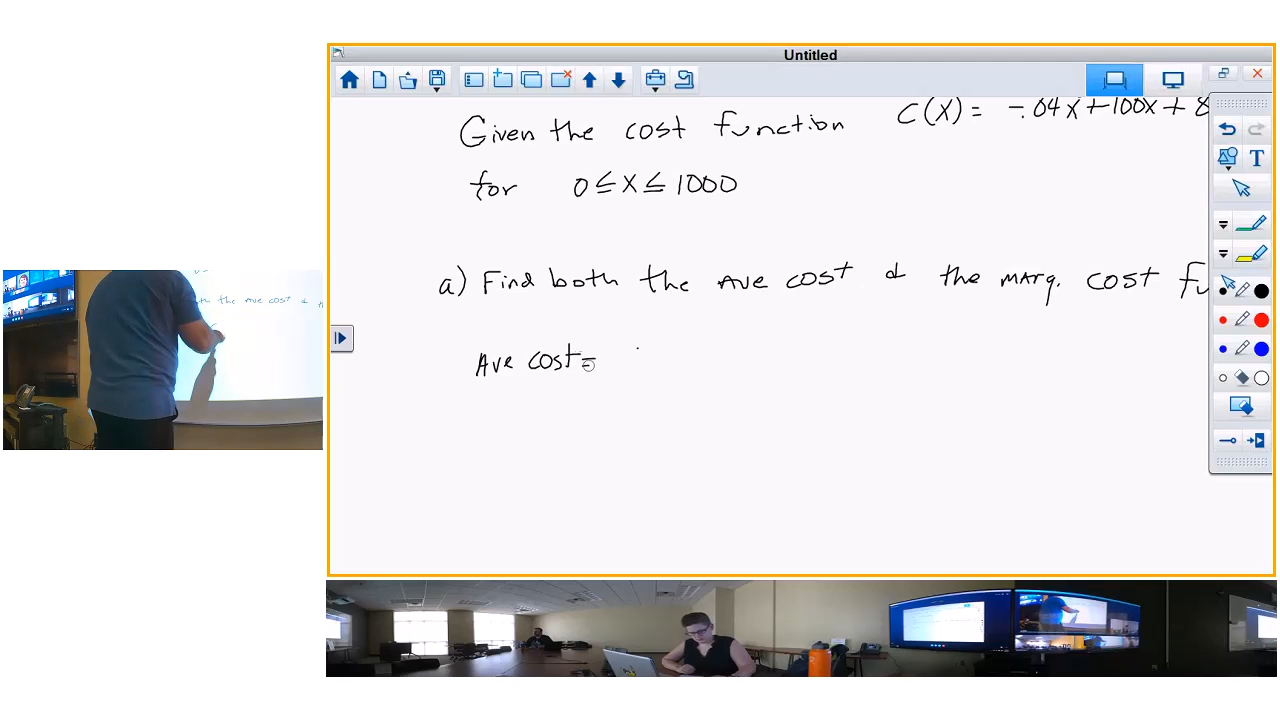 Untitled
Given the cost function C(X) = -.04X+100X+8
for 0≤X≤1000
a) Find both the Ave cost & the MARg. cost fu
Ave cost=
T